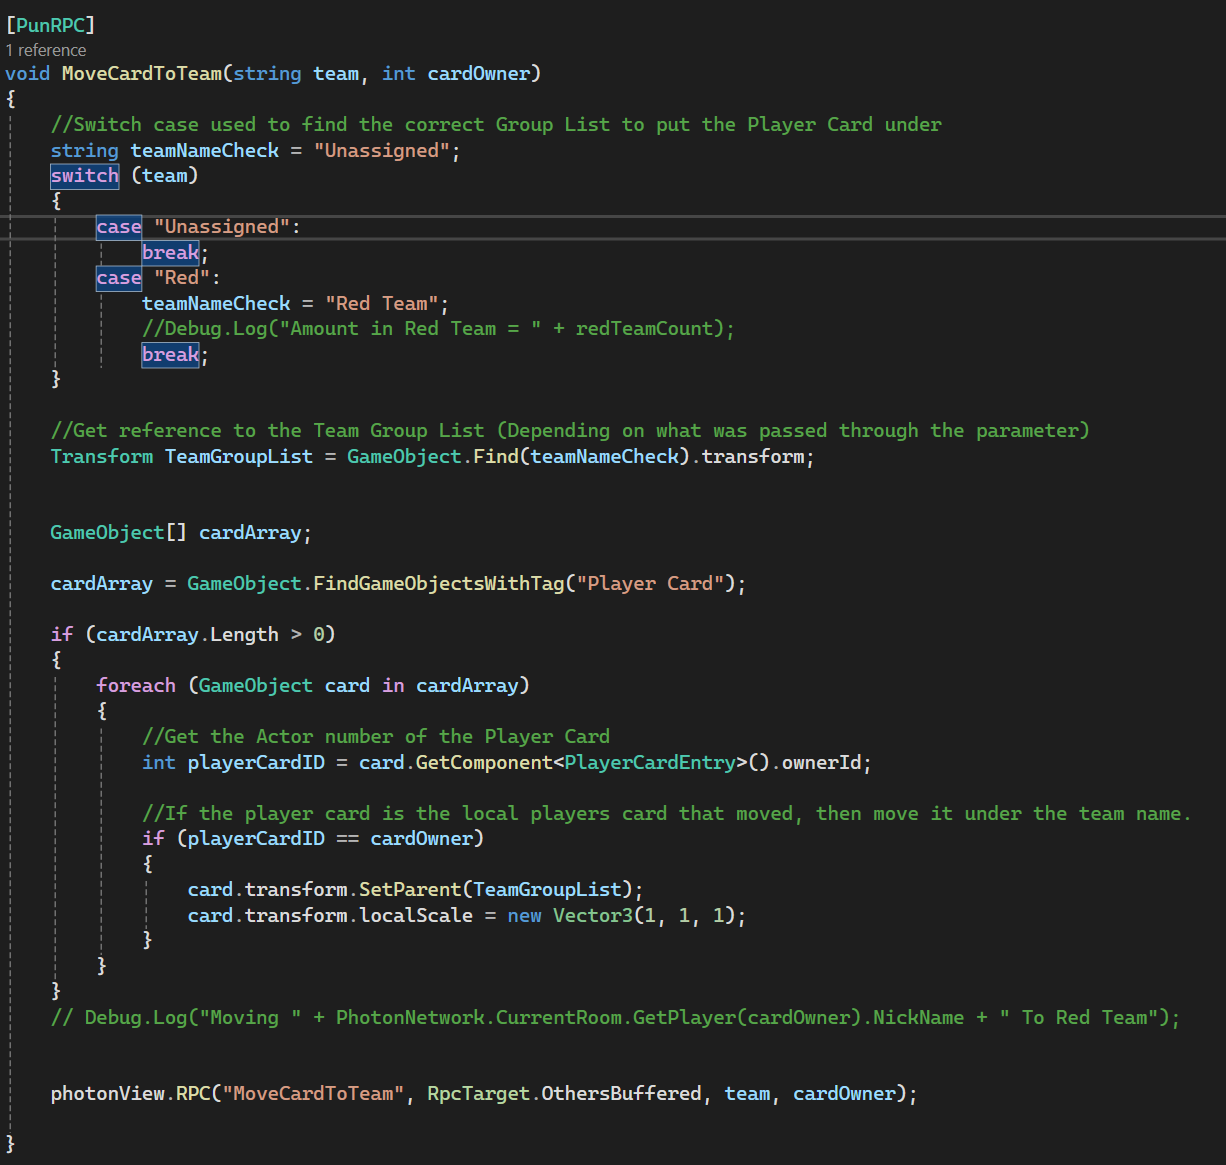 [PunRPC]
1 reference
void MoveCardToTeam(string team, int cardOwner)
{
//Switch case used to find the correct Group List to put the Player Card under
string teamNameCheck = "Unassigned";
switch (team)
{
case "Unassigned":
break;
case "Red":
teamNameCheck = "Red Team";
//Debug.Log("Amount in Red Team = " + redTeamCount);
break;
}
//Get reference to the Team Group List (Depending on what was passed through the parameter)
Transform TeamGroupList = GameObject.Find(teamNameCheck).transform;
GameObject[] cardArray;
cardArray = GameObject.FindGameObjectsWithTag("Player Card");
if (cardArray.Length > 0)
{
foreach (GameObject card in cardArray)
{
//Get the Actor number of the Player Card
int playerCardID = card.GetComponent<PlayerCardEntry>().ownerId;
//If the player card is the local players card that moved, then move it under the team name.
if (playerCardID == cardOwner)
{
card.transform.SetParent(TeamGroupList);
card.transform.localScale = new Vector3(1, 1, 1);
}
}
}
// Debug.Log("Moving " + PhotonNetwork.CurrentRoom.GetPlayer(cardOwner).NickName + " To Red Team");
photonView.RPC("MoveCardToTeam", RpcTarget.OthersBuffered, team, cardOwner);
}